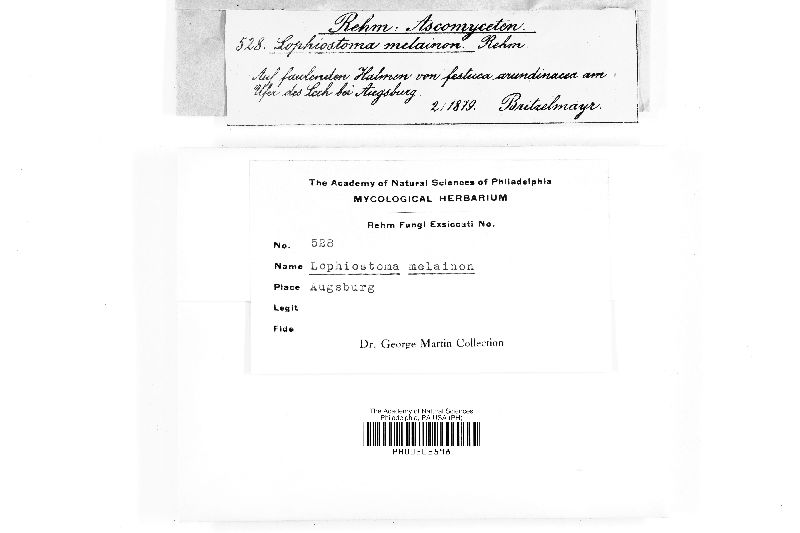 Rehm: Ascomyceten.
528. Lophiostoma melainon. Rehm
Auf faulenden Halmen von festuca arundinacea am
Ufer des Lech bei Augsburg.
2/1879. Britzelmayr.
The Academy of Natural Sciences of Philadelphia
MYCOLOGICAL HERBARIUM
Rehm Fungi Exsiccati No.
No. 528
Name Lophiostoma melainon
Place Augsburg
Legit
Fide
Dr. George Martin Collection
The Academy of Natural Sciences
Philadelphia, PA USA (PH)